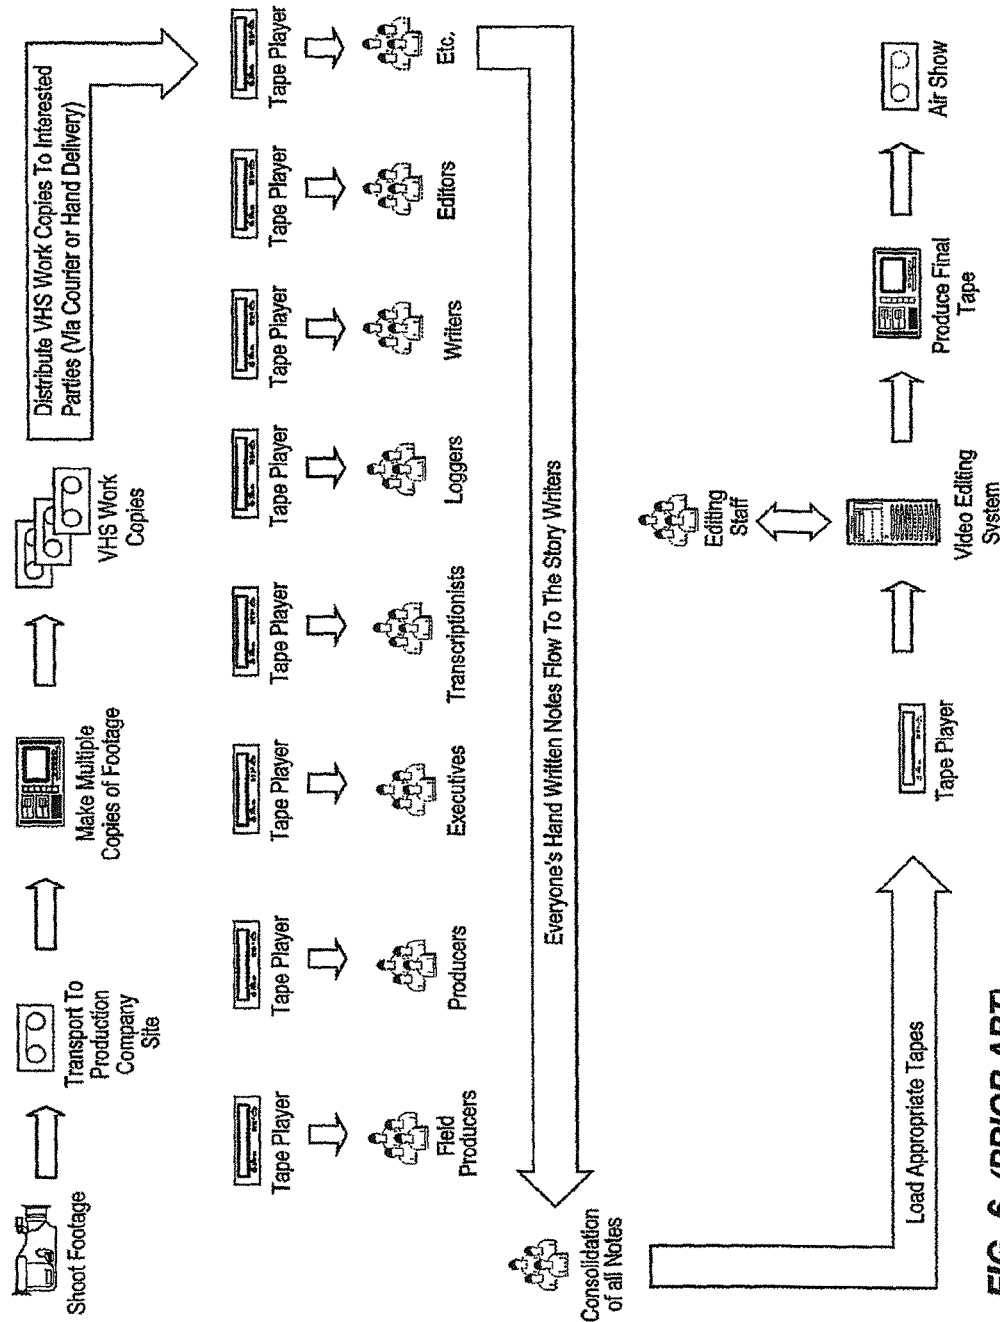 Shoot Footage
Transport To
Production
Company
Site
Make Multiple
Copies of Footage
VHS Work
Copies
Distribute VHS Work Copies To Interested
Parties (Via Courier or Hand Delivery)
Tape Player
Tape Player
Tape Player
Tape Player
Tape Player
Tape Player
Tape Player
Tape Player
Field
Producers
Producers
Executives
Transcriptionists
Loggers
Writers
Editors
Etc.
Everyone's Hand Written Notes Flow To The Story Writers
Consolidation
of all Notes
Load Appropriate Tapes
Tape Player
Editing
Staff
Video Editing
System
Produce Final
Tape
Air Show
FIG. 6 (PRIOR ART)